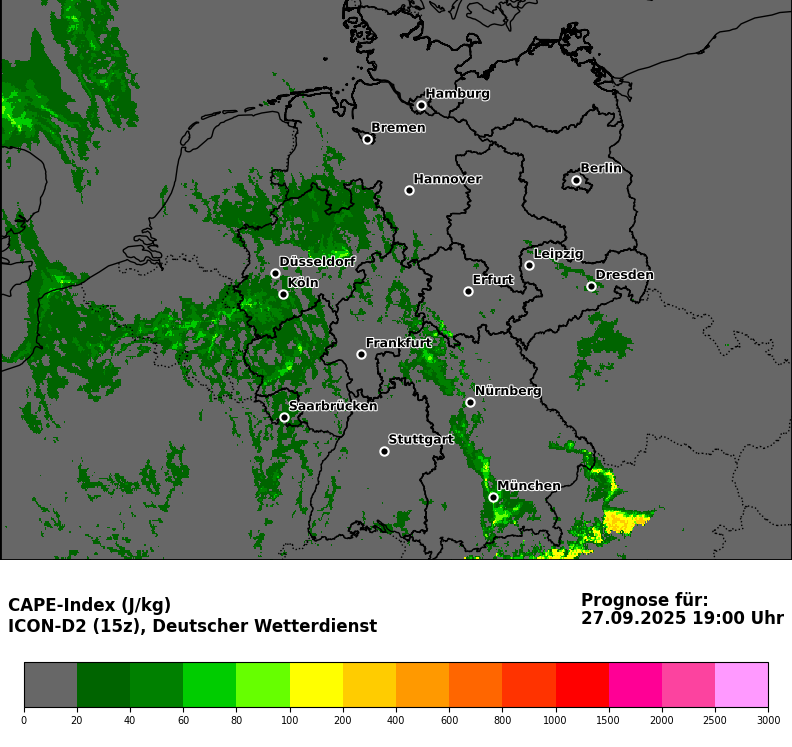 Hamburg
Bremen
Berlin
Hannover
Leipzig
Düsseldorf
Dresden
Köln
Erfurt
Frankfurt
Nürnberg
Saarbrücken
Stuttgart
München
CAPE-Index (J/kg)
ICON-D2 (15z), Deutscher Wetterdienst
Prognose für:
27.09.2025 19:00 Uhr
0 20 40 60 80 100 200 400 600 800 1000 1500 2000 2500 3000